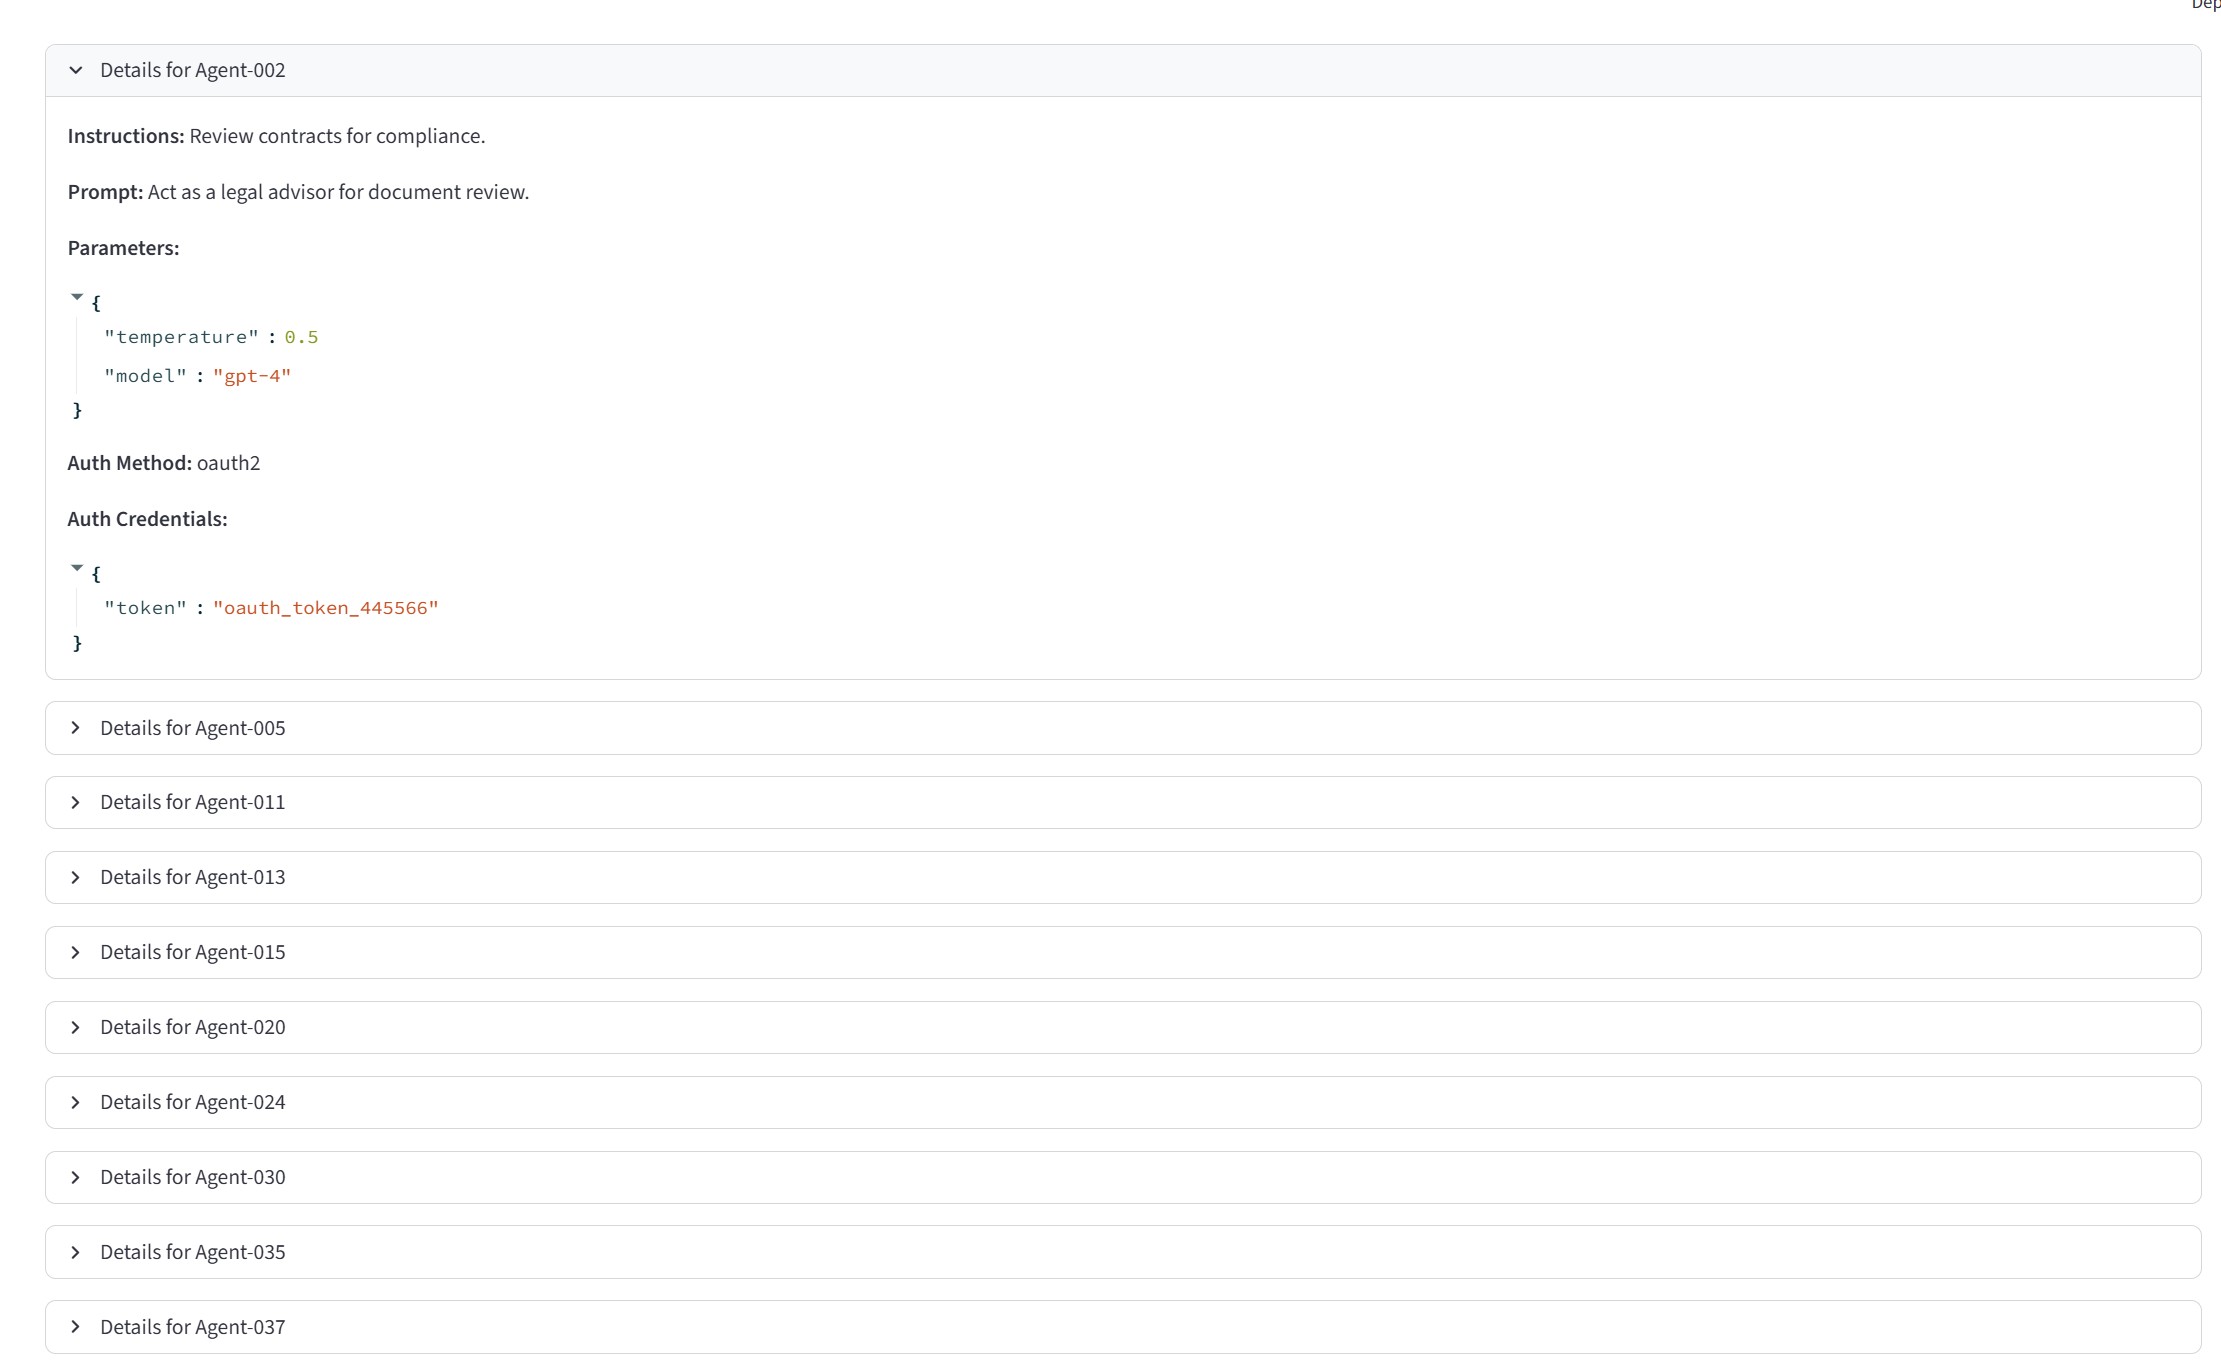 Dep
Details for Agent-002
Instructions: Review contracts for compliance.
Prompt: Act as a legal advisor for document review.
Parameters:
{
"temperature" : 0.5
"model" : "gpt-4"
}
Auth Method: oauth2
Auth Credentials:
{
"token" : "oauth_token_445566"
}
Details for Agent-005
Details for Agent-011
Details for Agent-013
Details for Agent-015
Details for Agent-020
Details for Agent-024
Details for Agent-030
Details for Agent-035
Details for Agent-037